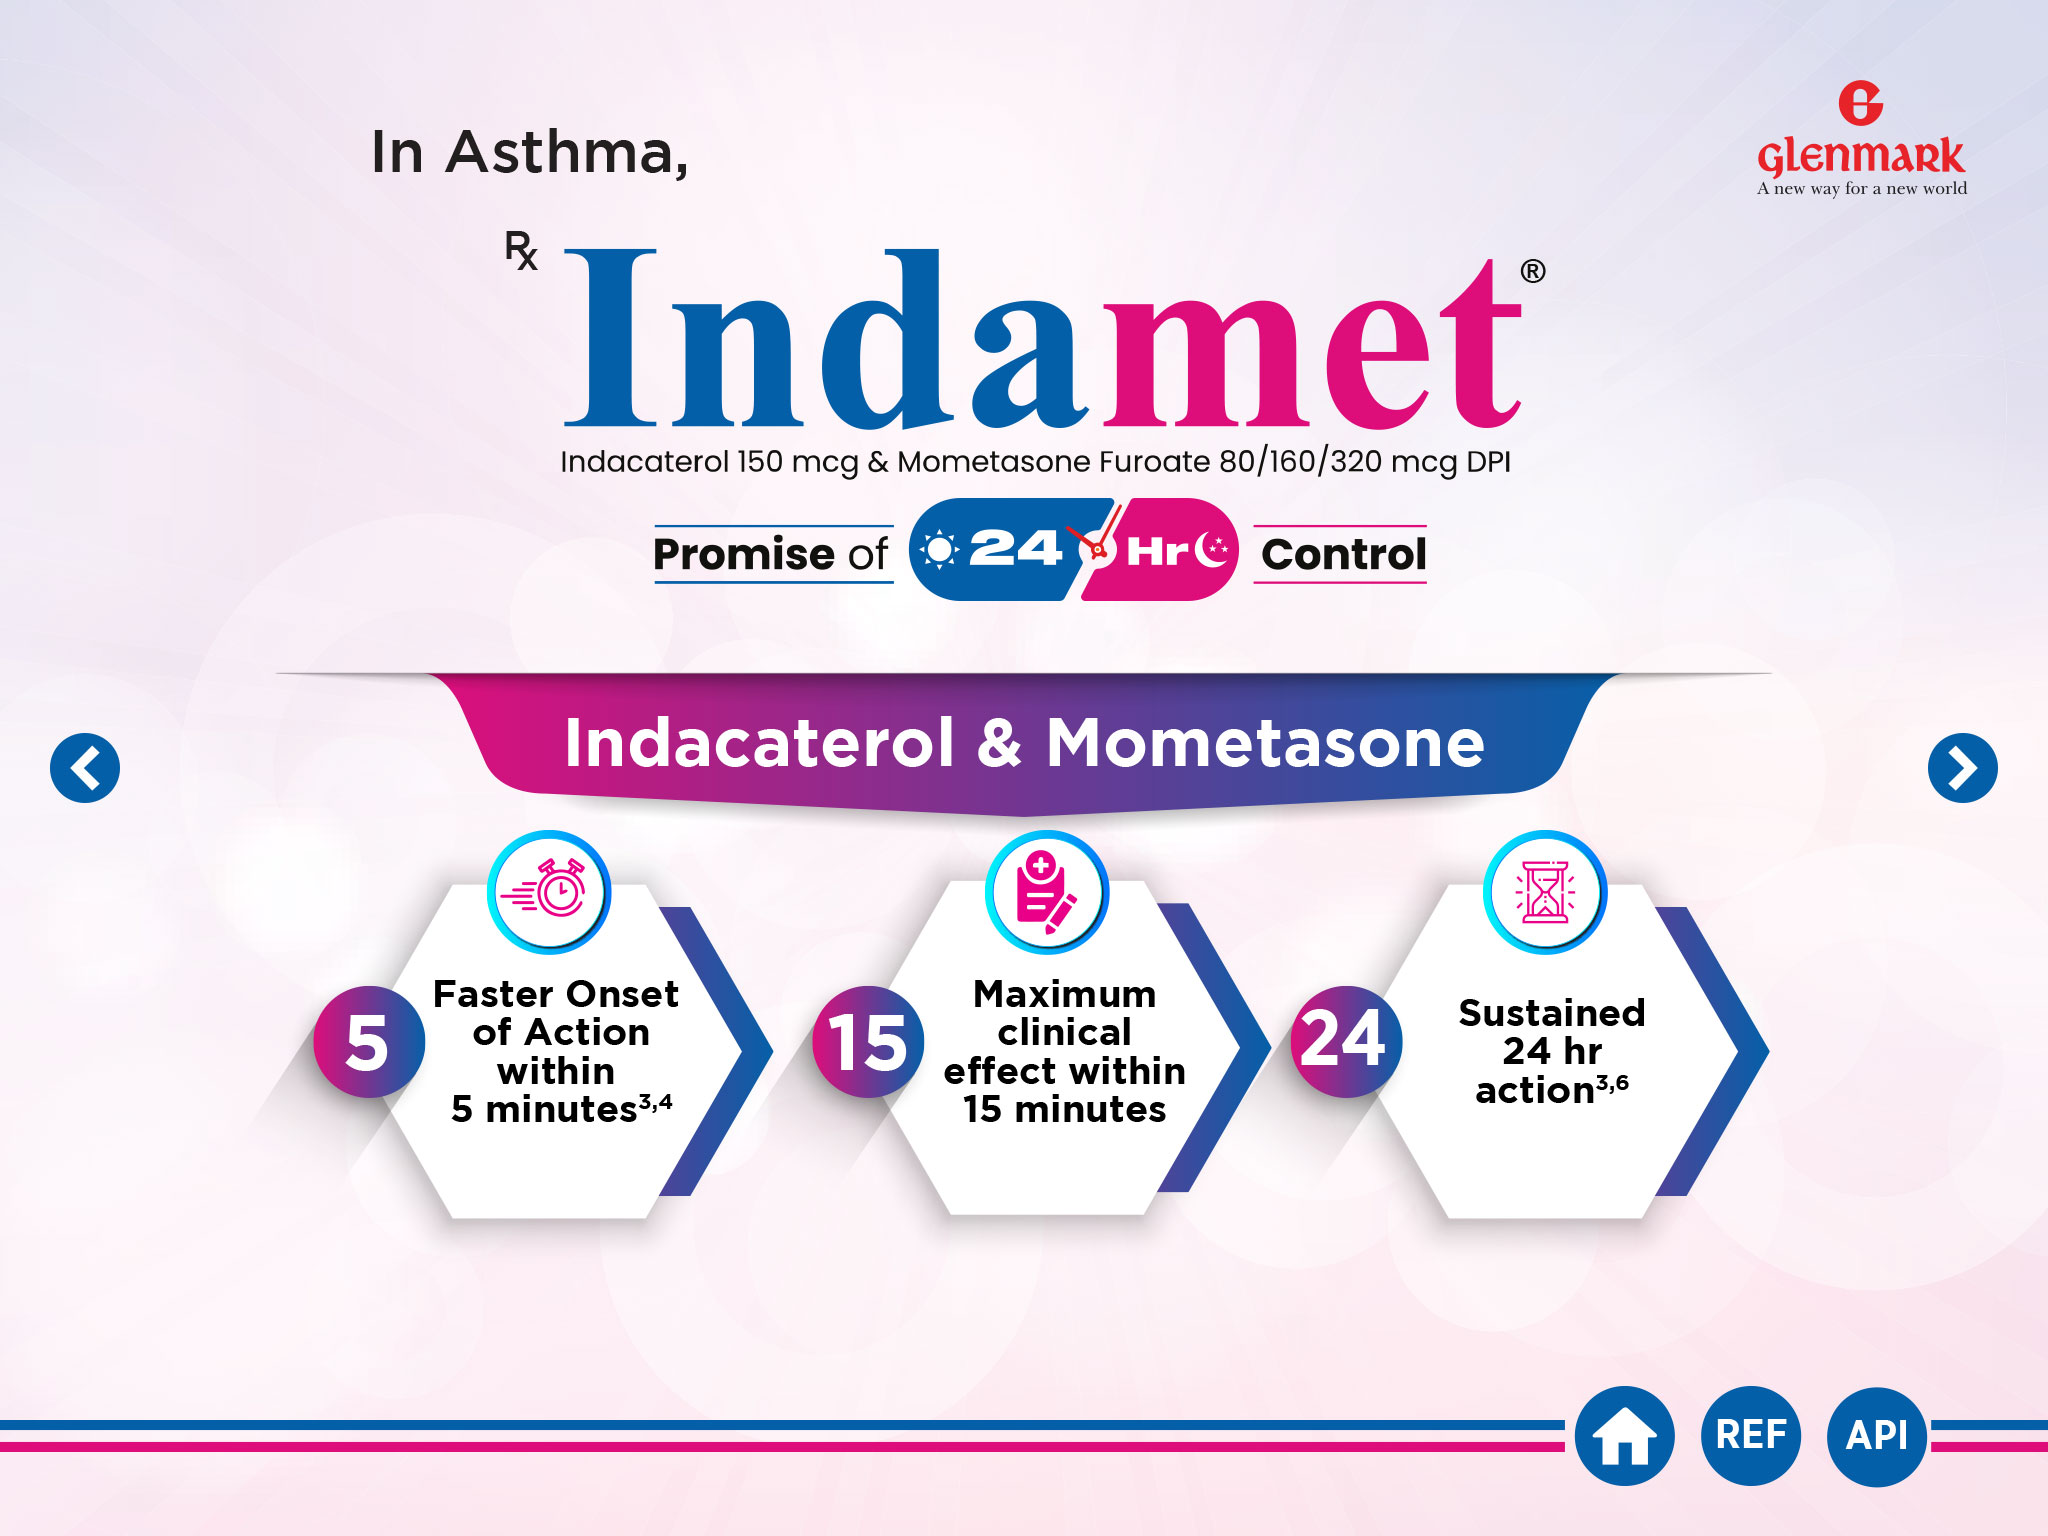 In Asthma,
glenmark
A new way for a new world
Rx Indamet®
Indacaterol 150 mcg & Mometasone Furoate 80/160/320 mcg DPI
Promise of 24 Hr Control
Indacaterol & Mometasone
5
Faster Onset
of Action
within
5 minutes3,4
15
Maximum
clinical
effect within
15 minutes
24
Sustained
24 hr
action3,6
REF
API